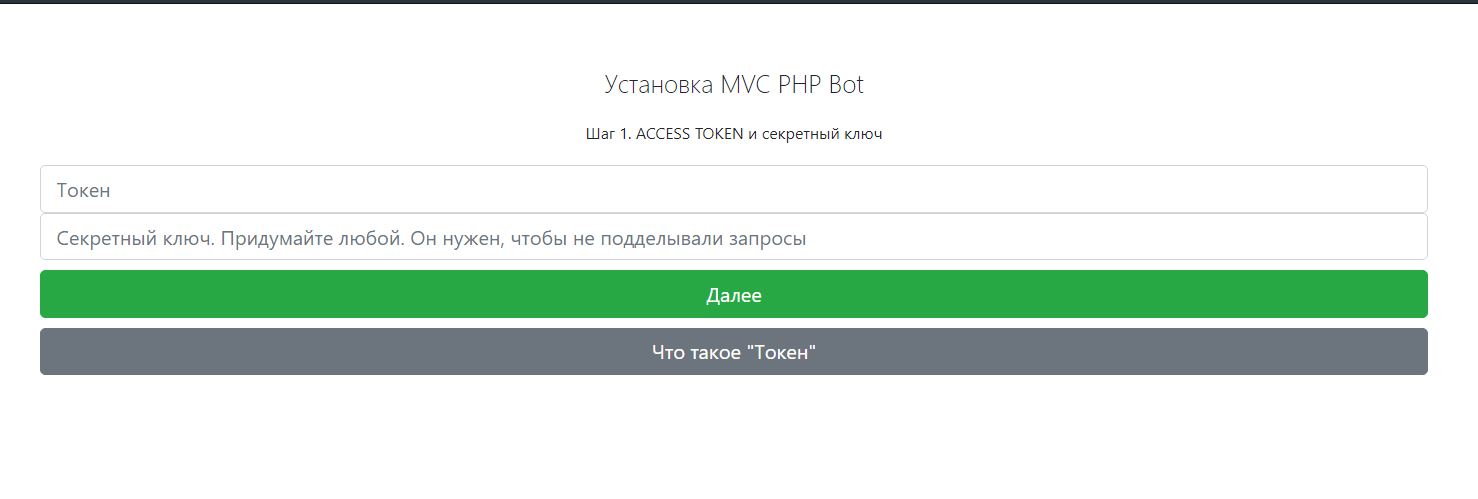 Установка MVC PHP Bot
Шаг 1. ACCESS TOKEN и секретный ключ
Токен
Секретный ключ. Придумайте любой. Он нужен, чтобы не подделывали запросы
Далее
Что такое "Токен"